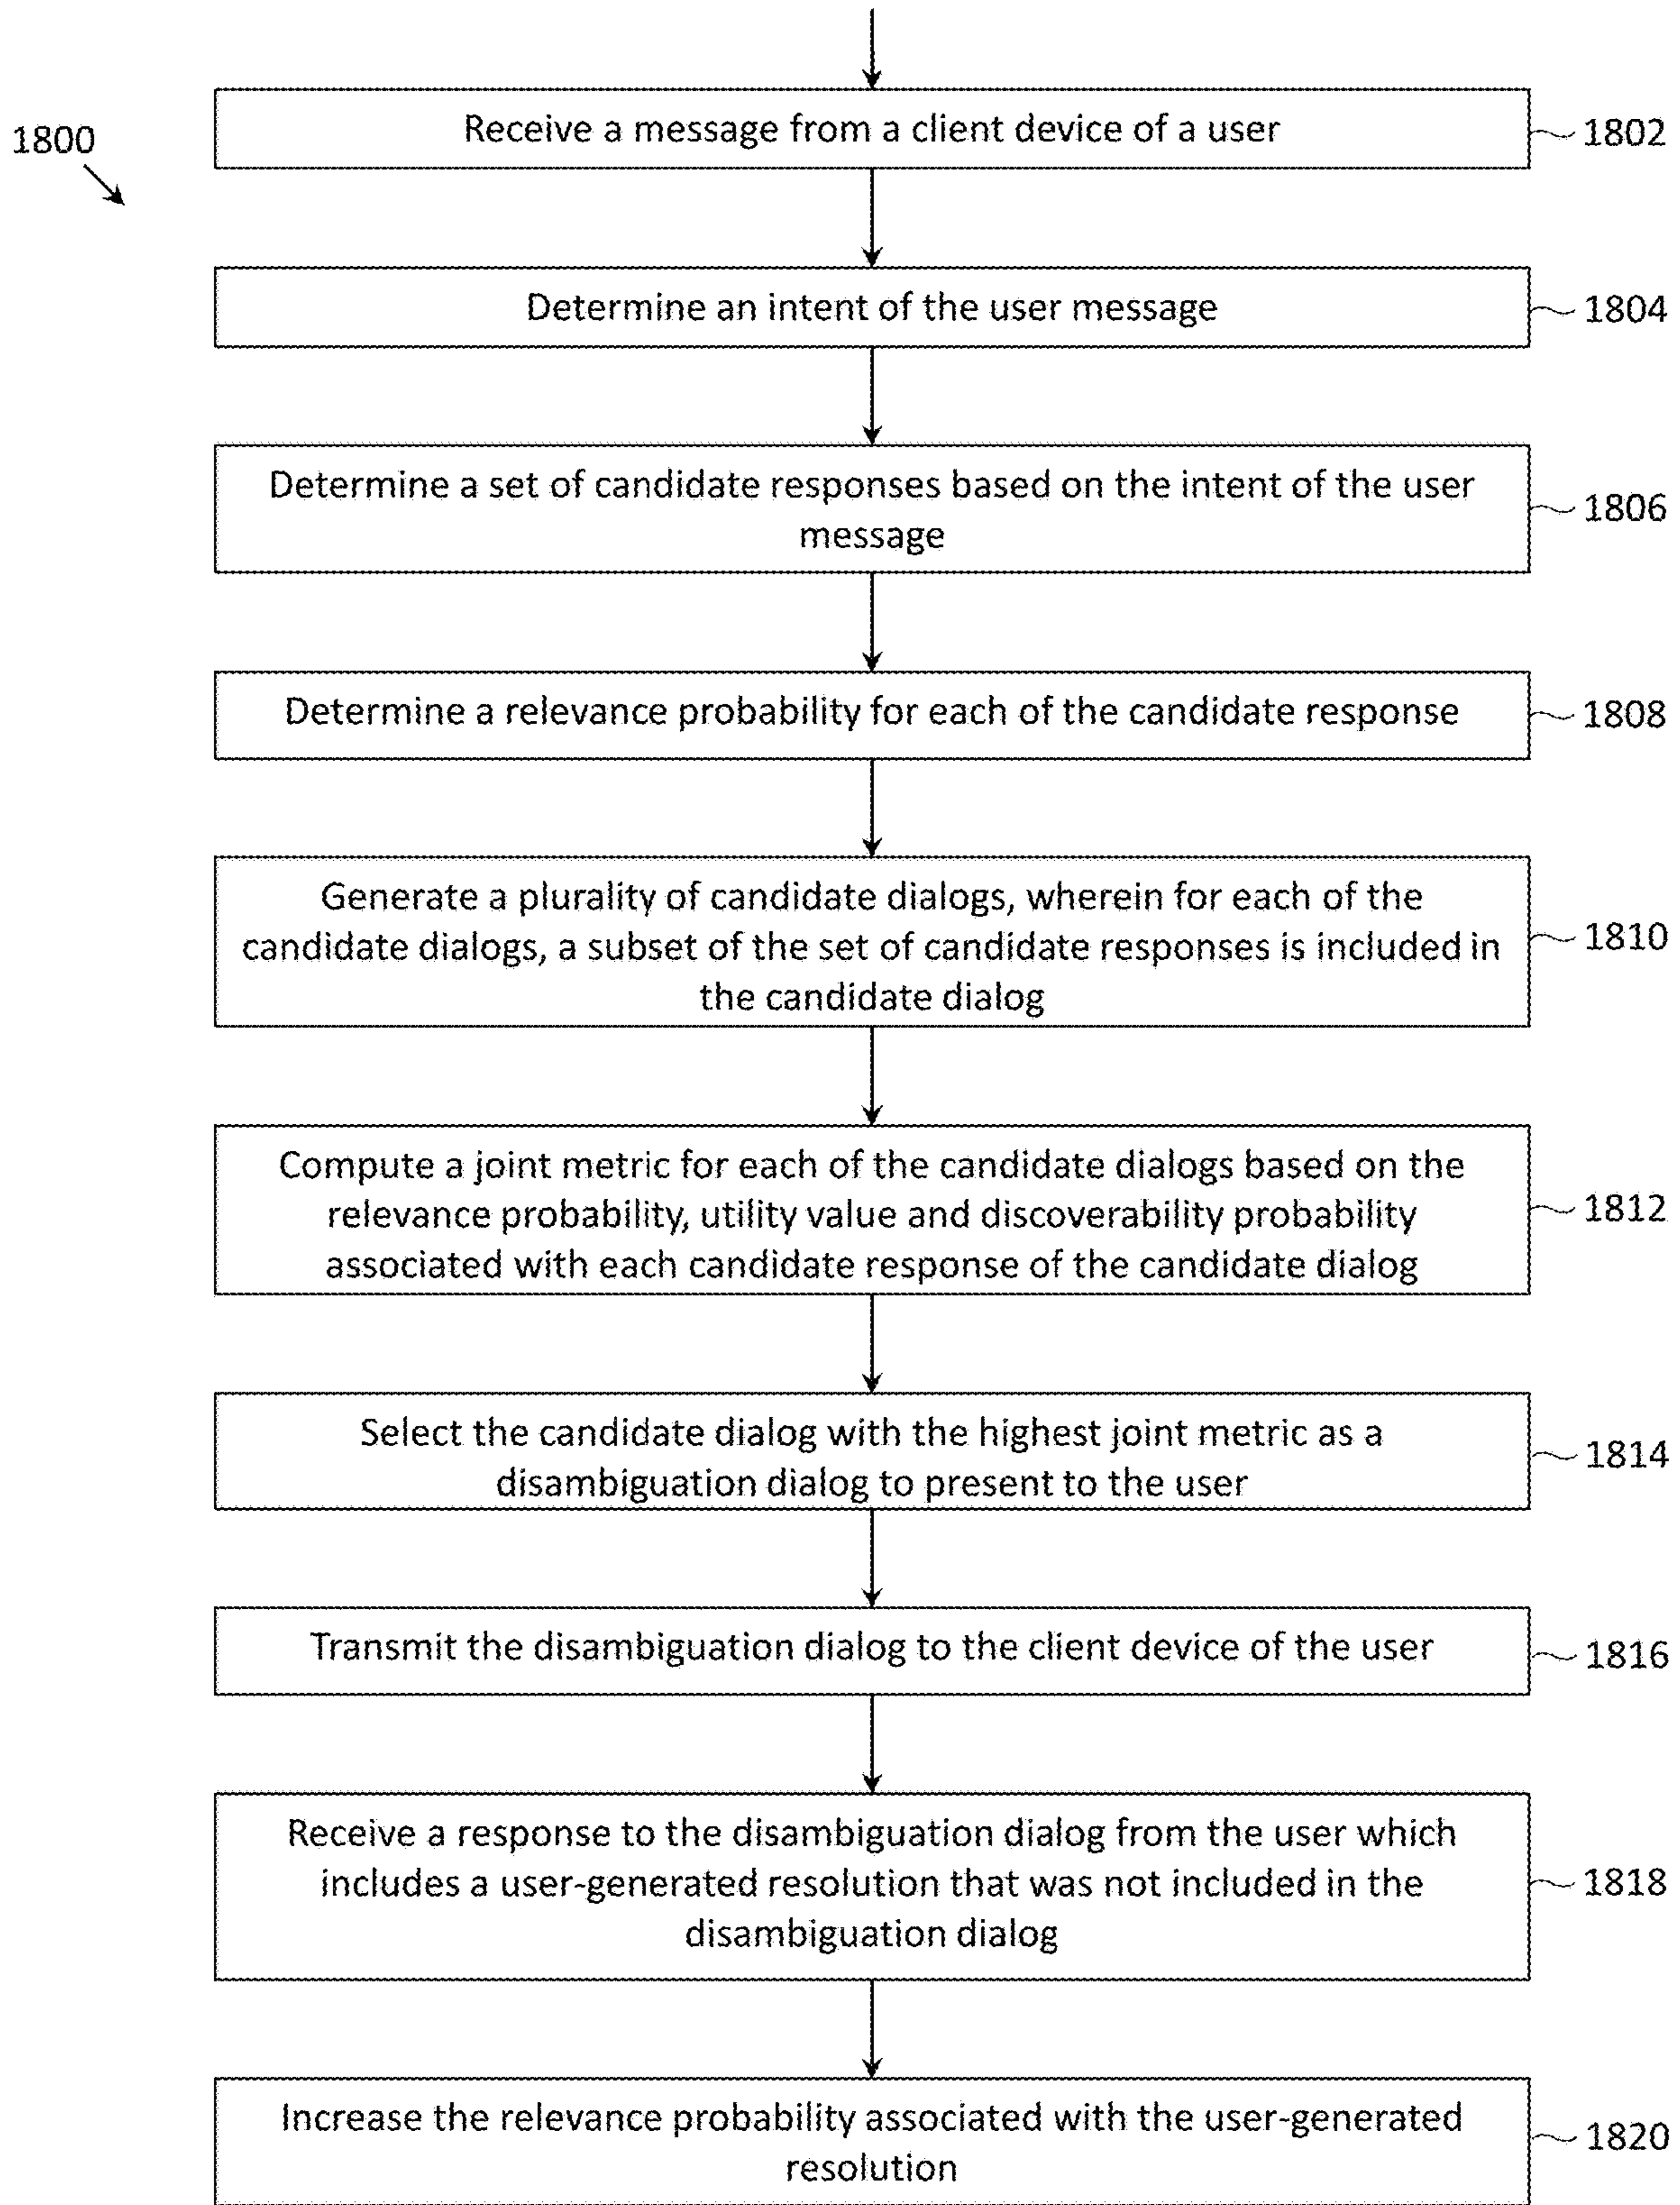 1800
Receive a message from a client device of a user
1802
Determine an intent of the user message
1804
Determine a set of candidate responses based on the intent of the user
message
1806
Determine a relevance probability for each of the candidate response
1808
Generate a plurality of candidate dialogs, wherein for each of the
candidate dialogs, a subset of the set of candidate responses is included in
the candidate dialog
1810
Compute a joint metric for each of the candidate dialogs based on the
relevance probability, utility value and discoverability probability
associated with each candidate response of the candidate dialog
1812
Select the candidate dialog with the highest joint metric as a
disambiguation dialog to present to the user
1814
Transmit the disambiguation dialog to the client device of the user
1816
Receive a response to the disambiguation dialog from the user which
includes a user-generated resolution that was not included in the
disambiguation dialog
1818
Increase the relevance probability associated with the user-generated
resolution
1820